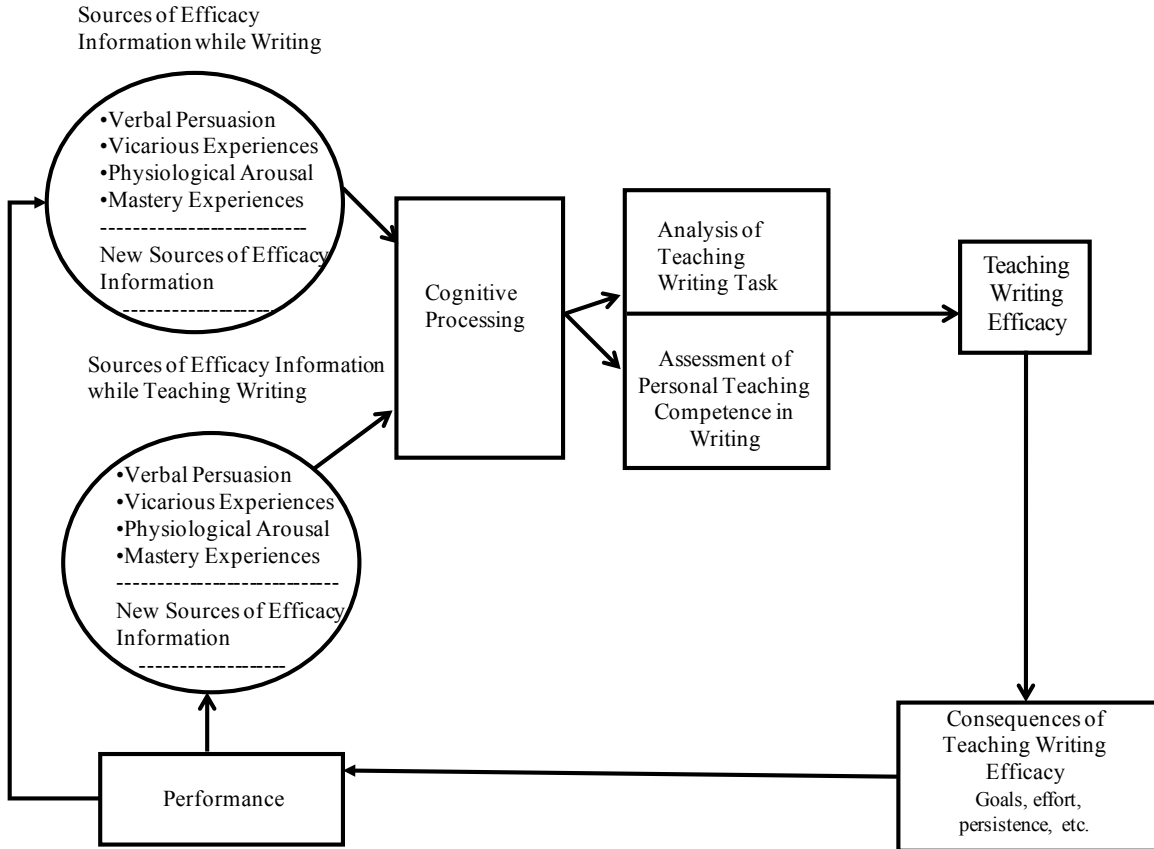 Sources of Efficacy
Information while Writing
•Verbal Persuasion
•Vicarious Experiences
•Physiological Arousal
•Mastery Experiences
------------------------------
New Sources of Efficacy
Information
---------------------
Sources of Efficacy Information
while Teaching Writing
•Verbal Persuasion
•Vicarious Experiences
•Physiological Arousal
•Mastery Experiences
--------------------------------
New Sources of Efficacy
Information
---------------------
Cognitive
Processing
Analysis of
Teaching
Writing Task
Assessment of
Personal Teaching
Competence in
Writing
Teaching
Writing
Efficacy
Consequences of
Teaching Writing
Efficacy
Goals, effort,
persistence, etc.
Performance